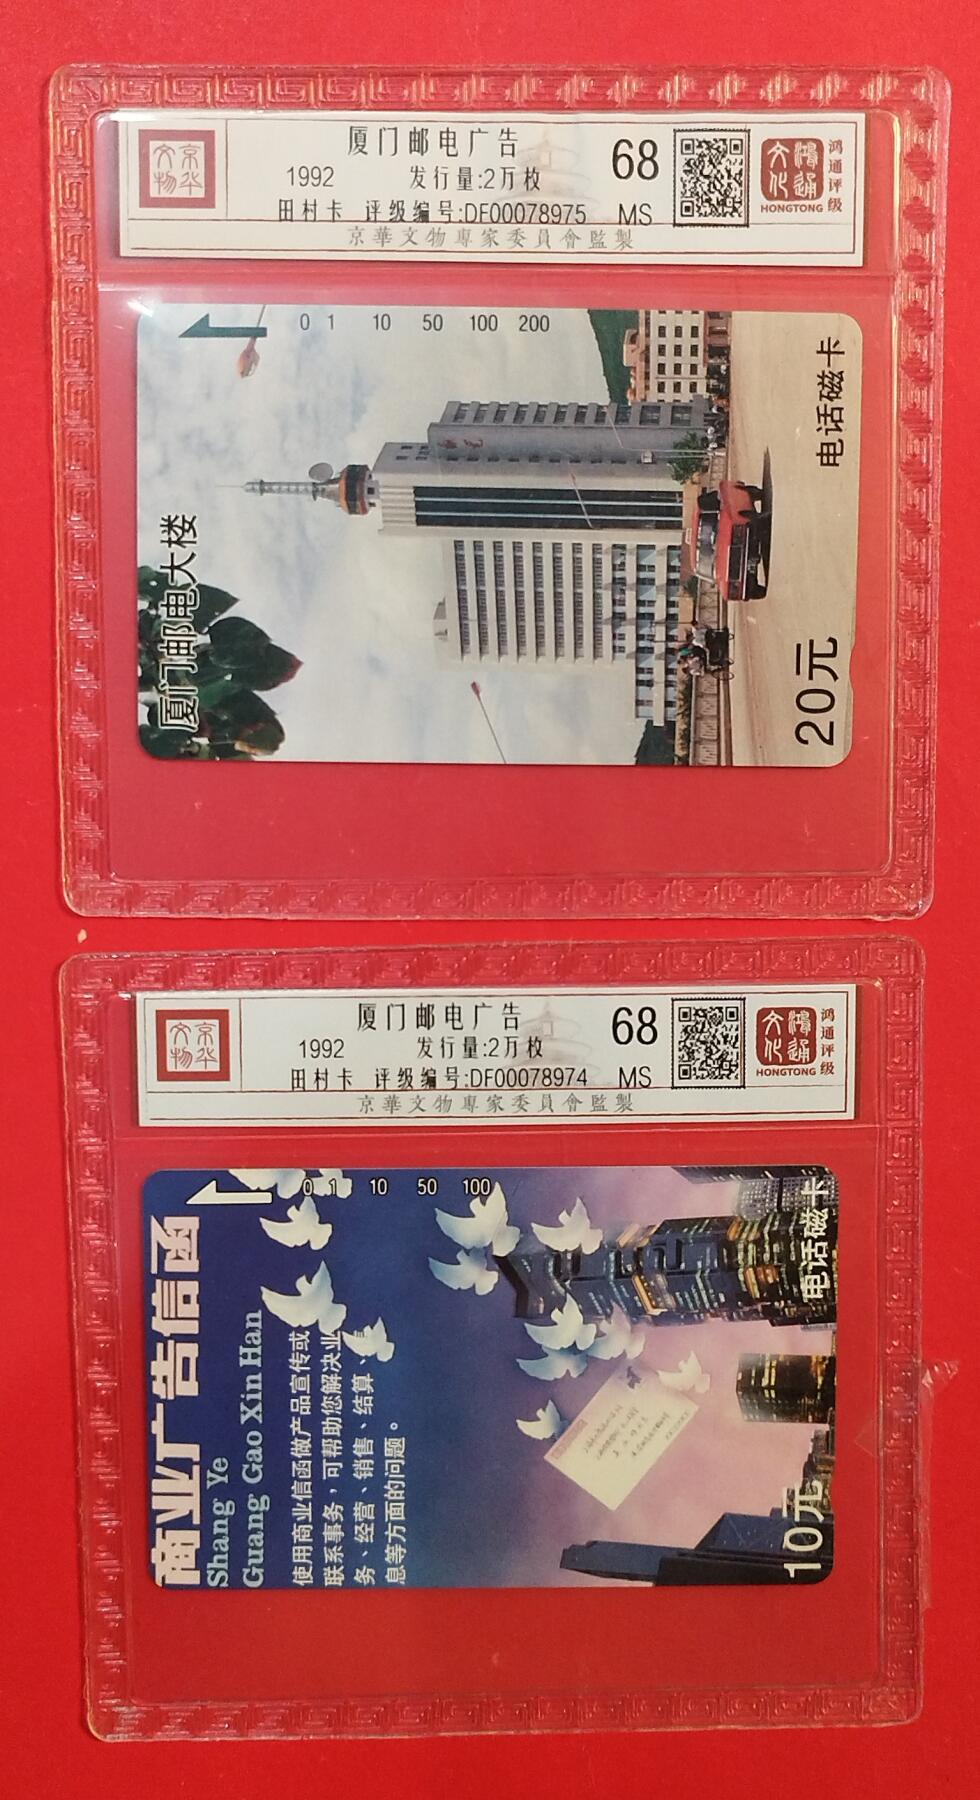 京华文物
厦门邮电广告
1992 发行量:2万枚
田村卡 评级编号:DF00078975
68
MS
鸿通文化
HONGTONG
鸿通评级
京華文物專家委員會監製
0 1 10 50 100 200
厦门邮电大楼
电话磁卡
20元
京华文物
厦门邮电广告
1992 发行量:2万枚
田村卡 评级编号:DF00078974
68
MS
鸿通文化
HONGTONG
鸿通评级
京華文物專家委員會監製
0 1 10 50 100
商业广告信函
Shang Ye
Guang Gao Xin Han
使用商业信函做产品宣传或
联系事务，可帮助您解决业
务、经营、销售、结算、
息等方面的问题。
电话磁卡
10元